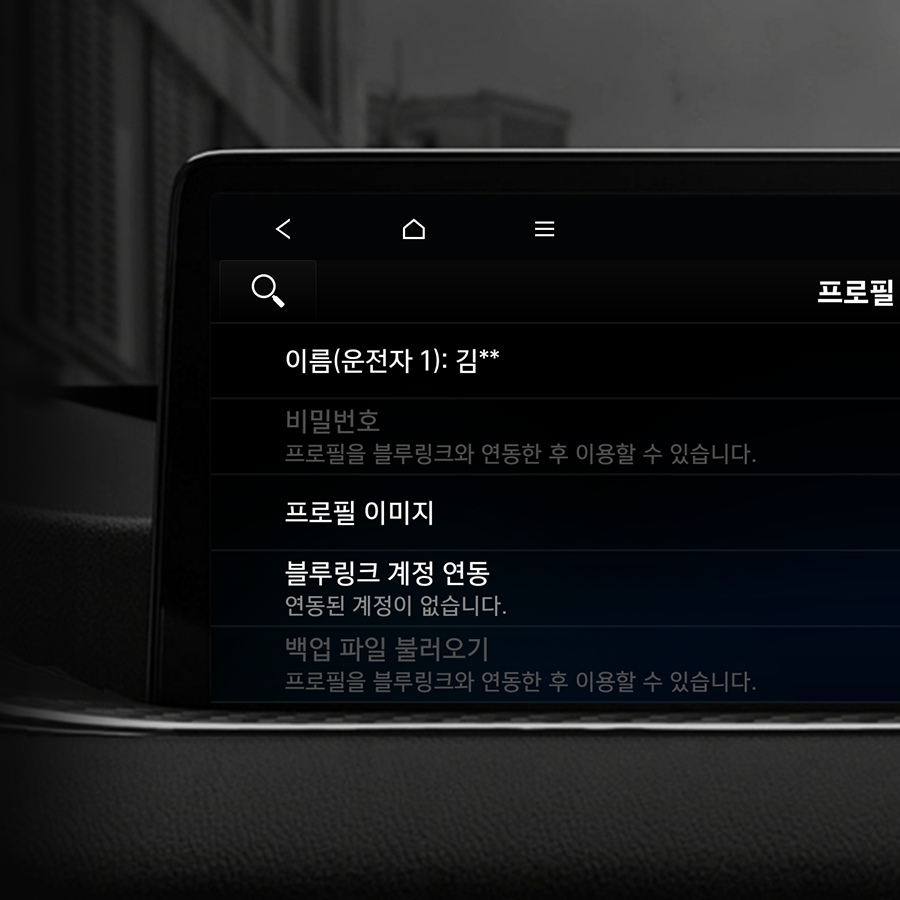 프로필
이름(운전자 1): 김**
비밀번호
프로필을 블루링크와 연동한 후 이용할 수 있습니다.
프로필 이미지
블루링크 계정 연동
연동된 계정이 없습니다.
백업 파일 불러오기
프로필을 블루링크와 연동한 후 이용할 수 있습니다.